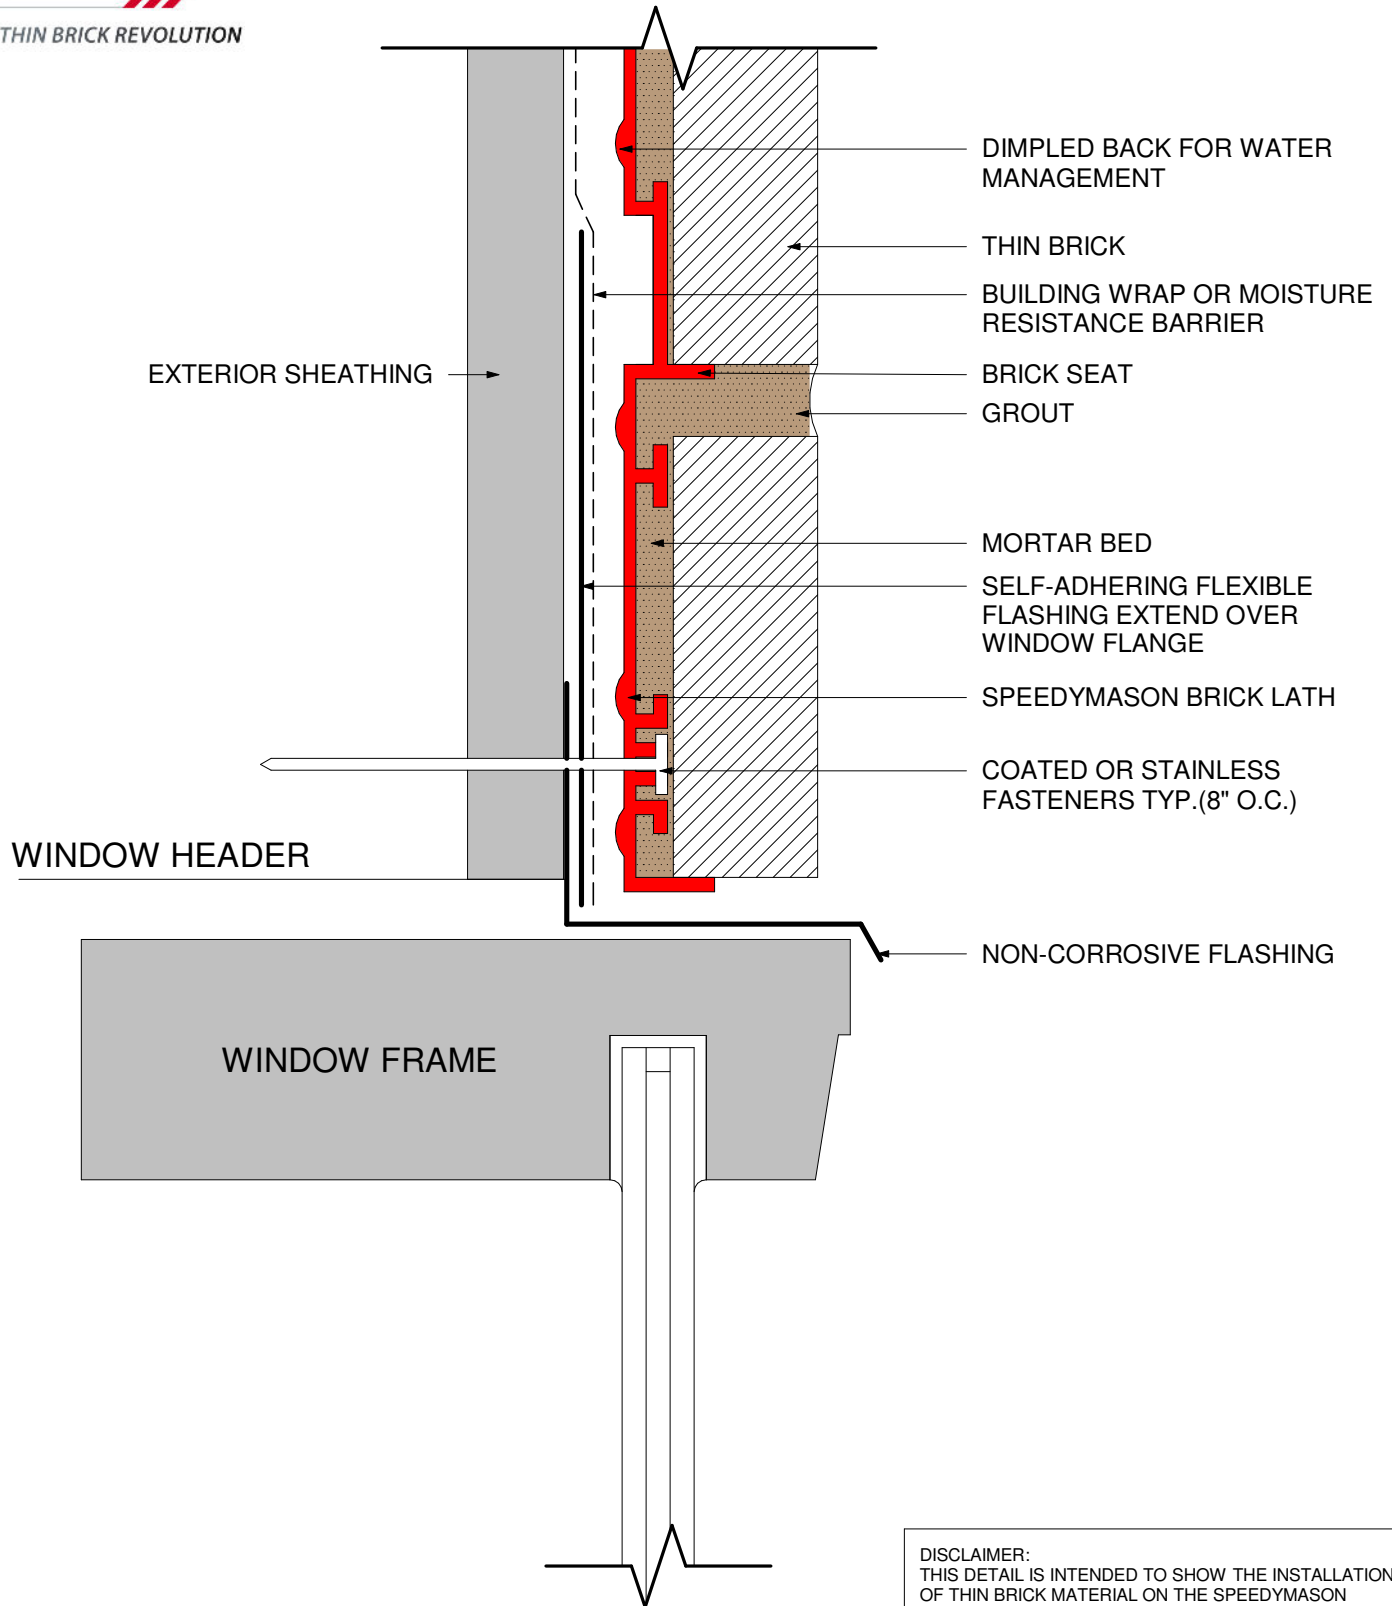 THIN BRICK REVOLUTION
DIMPLED BACK FOR WATER
MANAGEMENT
THIN BRICK
BUILDING WRAP OR MOISTURE
RESISTANCE BARRIER
EXTERIOR SHEATHING
BRICK SEAT
GROUT
MORTAR BED
SELF-ADHERING FLEXIBLE
FLASHING EXTEND OVER
WINDOW FLANGE
SPEEDYMASON BRICK LATH
COATED OR STAINLESS
FASTENERS TYP.(8" O.C.)
WINDOW HEADER
NON-CORROSIVE FLASHING
WINDOW FRAME
DISCLAIMER:
THIS DETAIL IS INTENDED TO SHOW THE INSTALLATION
OF THIN BRICK MATERIAL ON THE SPEEDYMASON